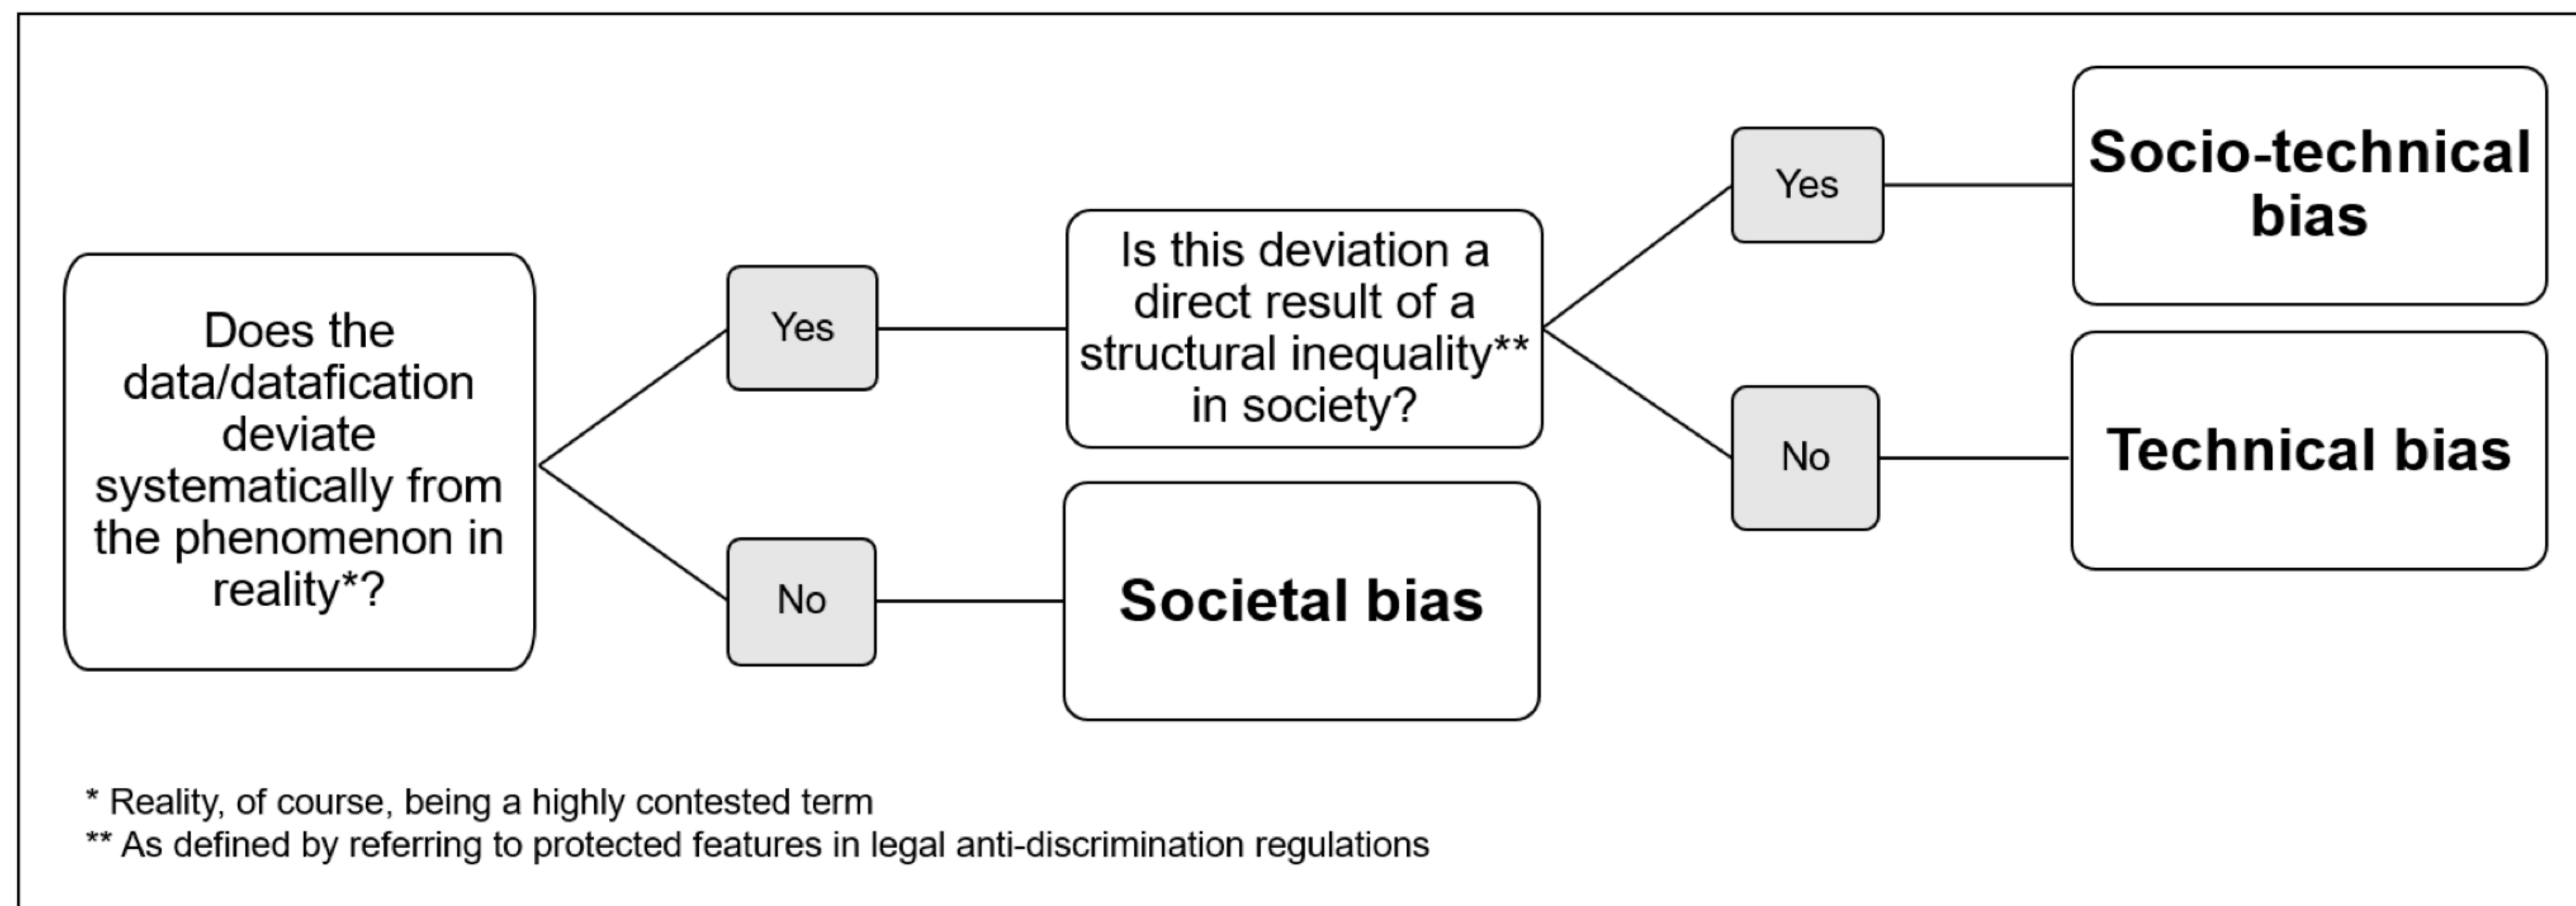 Does the
data/datafication
deviate
systematically from
the phenomenon in
reality*?
Yes
No
Is this deviation a
direct result of a
structural inequality**
in society?
Societal bias
Yes
No
Socio-technical
bias
Technical bias
* Reality, of course, being a highly contested term
** As defined by referring to protected features in legal anti-discrimination regulations